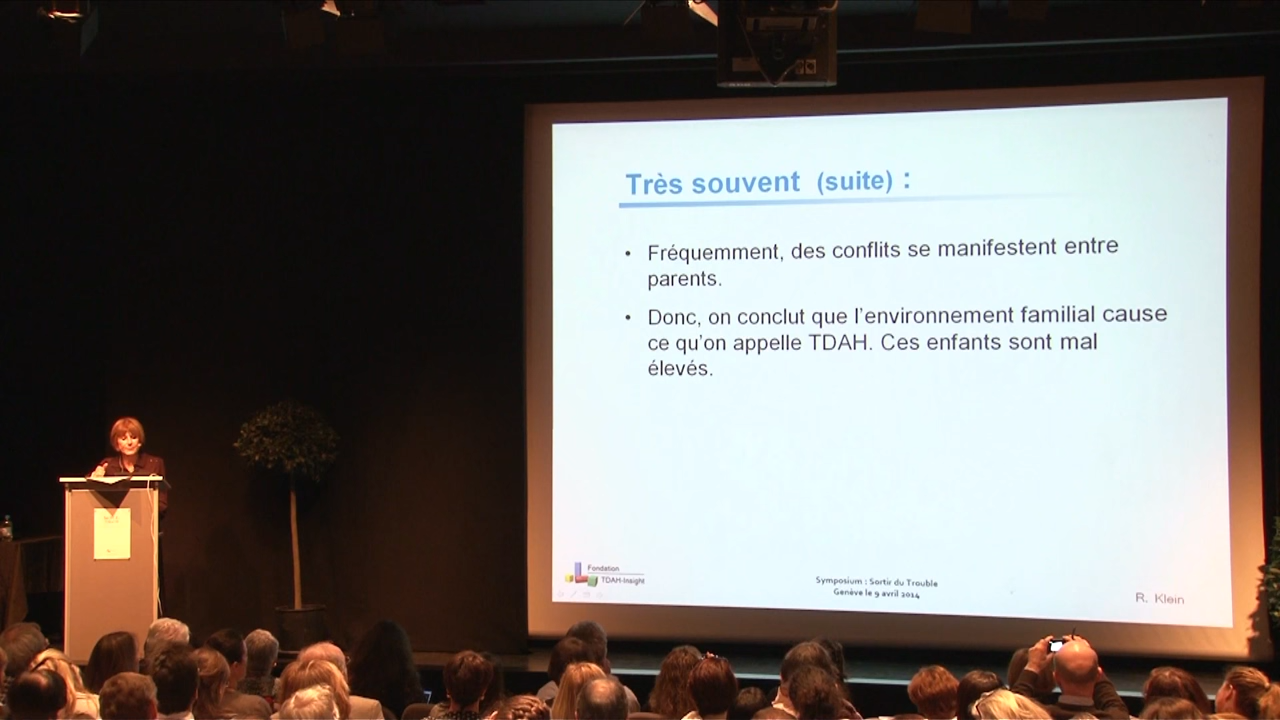 Très souvent (suite) :
• Fréquemment, des conflits se manifestent entre
parents.
• Donc, on conclut que l'environnement familial cause
ce qu'on appelle TDAH. Ces enfants sont mal
élevés.
Fondation
TDAH-Insight
Symposium : Sortir du Trouble
Genève le 9 avril 2014
R. Klein